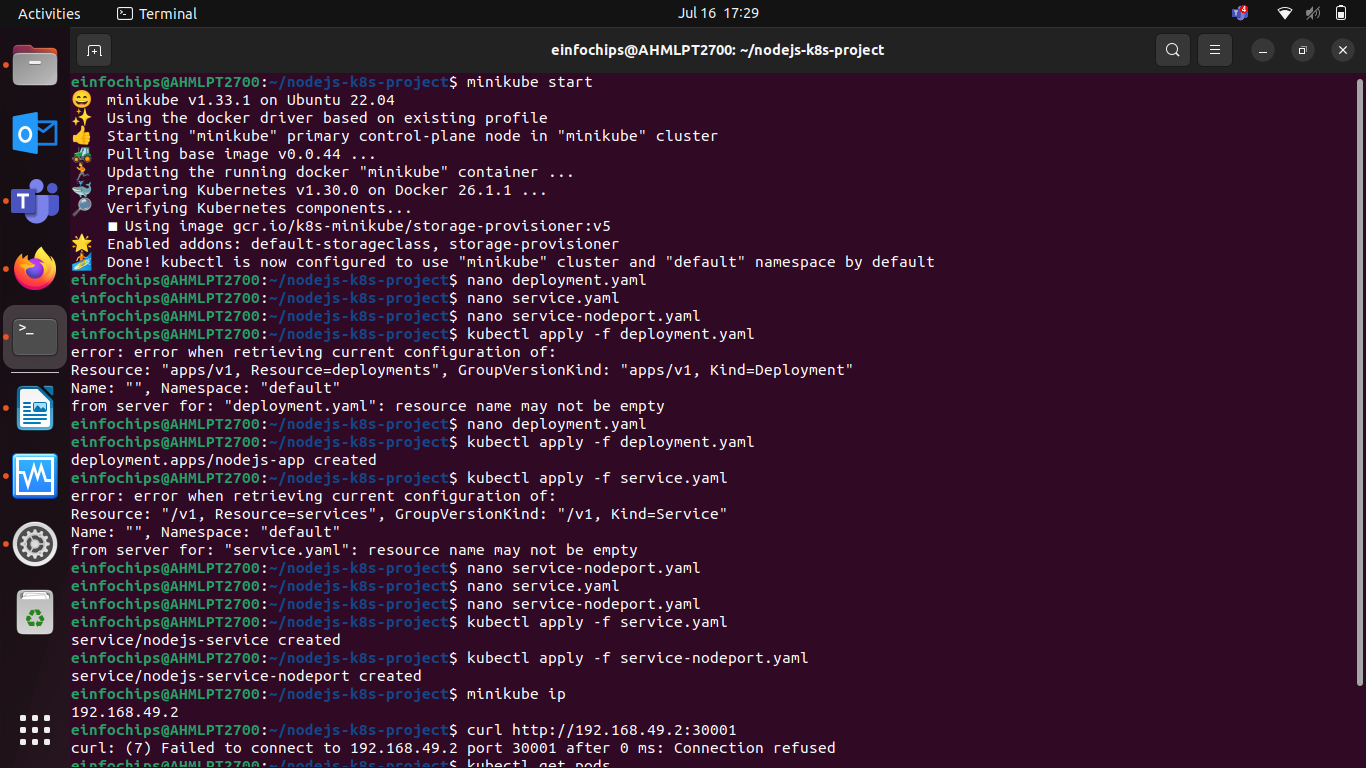 Activities
Terminal
Jul 16 17:29
4
einfochips@AHMLPT2700: ~/nodejs-k8s-project
einfochips@AHMLPT2700:~/nodejs-k8s-project$ minikube start
minikube v1.33.1 on Ubuntu 22.04
Using the docker driver based on existing profile
Starting "minikube" primary control-plane node in "minikube" cluster
Pulling base image v0.0.44 ...
Updating the running docker "minikube" container ...
Preparing Kubernetes v1.30.0 on Docker 26.1.1 ...
Verifying Kubernetes components...
■ Using image gcr.io/k8s-minikube/storage-provisioner:v5
Enabled addons: default-storageclass, storage-provisioner
Done! kubectl is now configured to use "minikube" cluster and "default" namespace by default
einfochips@AHMLPT2700:~/nodejs-k8s-project$ nano deployment.yaml
einfochips@AHMLPT2700:~/nodejs-k8s-project$ nano service.yaml
einfochips@AHMLPT2700:~/nodejs-k8s-project$ nano service-nodeport.yaml
einfochips@AHMLPT2700:~/nodejs-k8s-project$ kubectl apply -f deployment.yaml
error: error when retrieving current configuration of:
Resource: "apps/v1, Resource=deployments", GroupVersionKind: "apps/v1, Kind=Deployment"
Name: "", Namespace: "default"
from server for: "deployment.yaml": resource name may not be empty
einfochips@AHMLPT2700:~/nodejs-k8s-project$ nano deployment.yaml
einfochips@AHMLPT2700:~/nodejs-k8s-project$ kubectl apply -f deployment.yaml
deployment.apps/nodejs-app created
einfochips@AHMLPT2700:~/nodejs-k8s-project$ kubectl apply -f service.yaml
error: error when retrieving current configuration of:
Resource: "/v1, Resource=services", GroupVersionKind: "/v1, Kind=Service"
Name: "", Namespace: "default"
from server for: "service.yaml": resource name may not be empty
einfochips@AHMLPT2700:~/nodejs-k8s-project$ nano service-nodeport.yaml
einfochips@AHMLPT2700:~/nodejs-k8s-project$ nano service.yaml
einfochips@AHMLPT2700:~/nodejs-k8s-project$ nano service-nodeport.yaml
einfochips@AHMLPT2700:~/nodejs-k8s-project$ kubectl apply -f service.yaml
service/nodejs-service created
einfochips@AHMLPT2700:~/nodejs-k8s-project$ kubectl apply -f service-nodeport.yaml
service/nodejs-service-nodeport created
einfochips@AHMLPT2700:~/nodejs-k8s-project$ minikube ip
192.168.49.2
einfochips@AHMLPT2700:~/nodejs-k8s-project$ curl http://192.168.49.2:30001
curl: (7) Failed to connect to 192.168.49.2 port 30001 after 0 ms: Connection refused
einfochips@AHMLPT2700:~/nodejs-k8s-project$ kubectl get pods